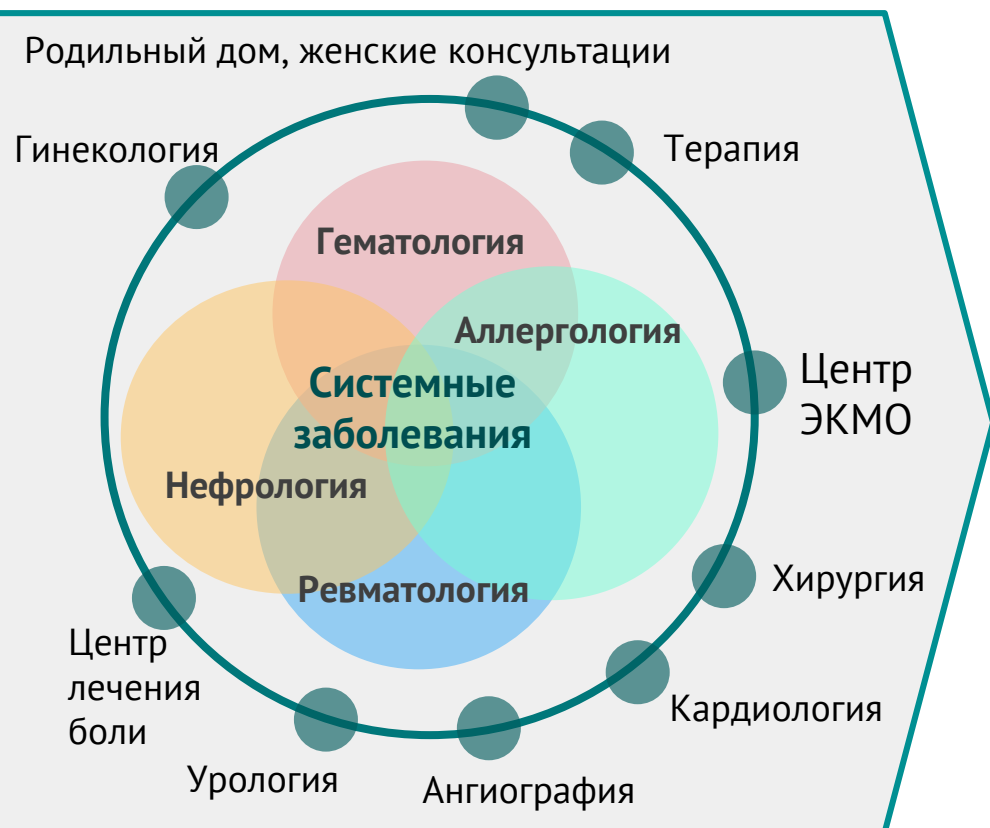 Родильный дом, женские консультации
Гинекология
Терапия
Гематология
Аллергология
Системные
заболевания
Центр
ЭКМО
Нефрология
Ревматология
Хирургия
Центр
лечения
боли
Кардиология
Урология
Ангиография